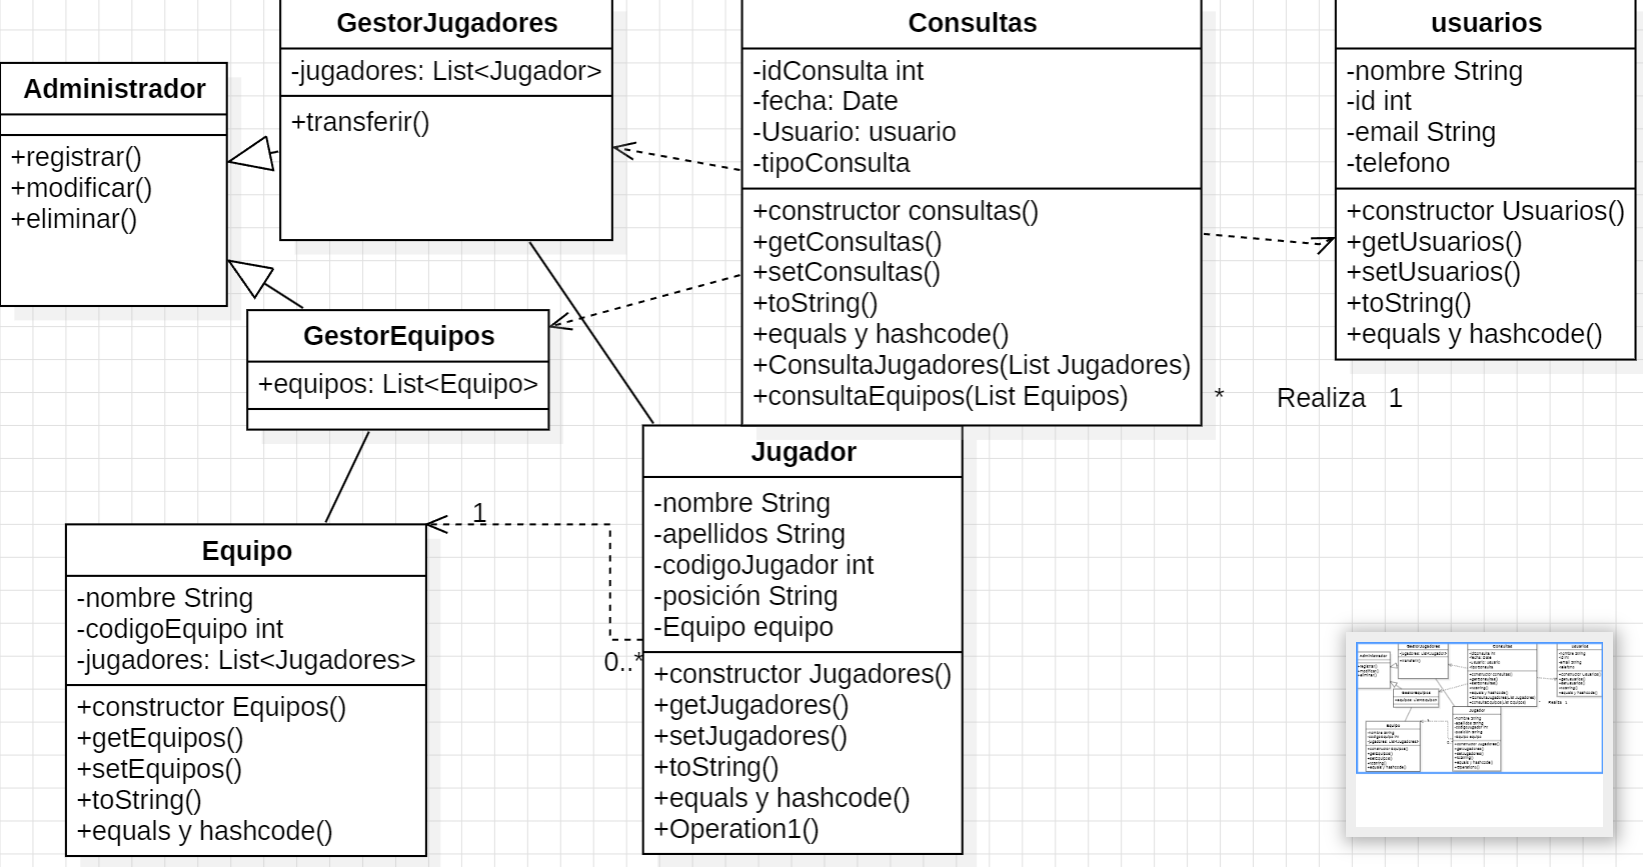 Administrador
+registrar()
+modificar()
+eliminar()
GestorJugadores
-jugadores: List<Jugador>
+transferir()
GestorEquipos
+equipos: List<Equipo>
Consultas
-idConsulta int
-fecha: Date
-Usuario: usuario
-tipoConsulta
+constructor consultas()
+getConsultas()
+setConsultas()
+toString()
+equals y hashcode()
+ConsultaJugadores(List Jugadores)
+consultaEquipos(List Equipos)
usuarios
-nombre String
-id int
-email String
-telefono
+constructor Usuarios()
+getUsuarios()
+setUsuarios()
+toString()
+equals y hashcode()
* Realiza 1
Equipo
-nombre String
-codigoEquipo int
-jugadores: List<Jugadores>
+constructor Equipos()
+getEquipos()
+setEquipos()
+toString()
+equals y hashcode()
1
0..*
Jugador
-nombre String
-apellidos String
-codigoJugador int
-posición String
-Equipo equipo
+constructor Jugadores()
+getJugadores()
+setJugadores()
+toString()
+equals y hashcode()
+Operation1()